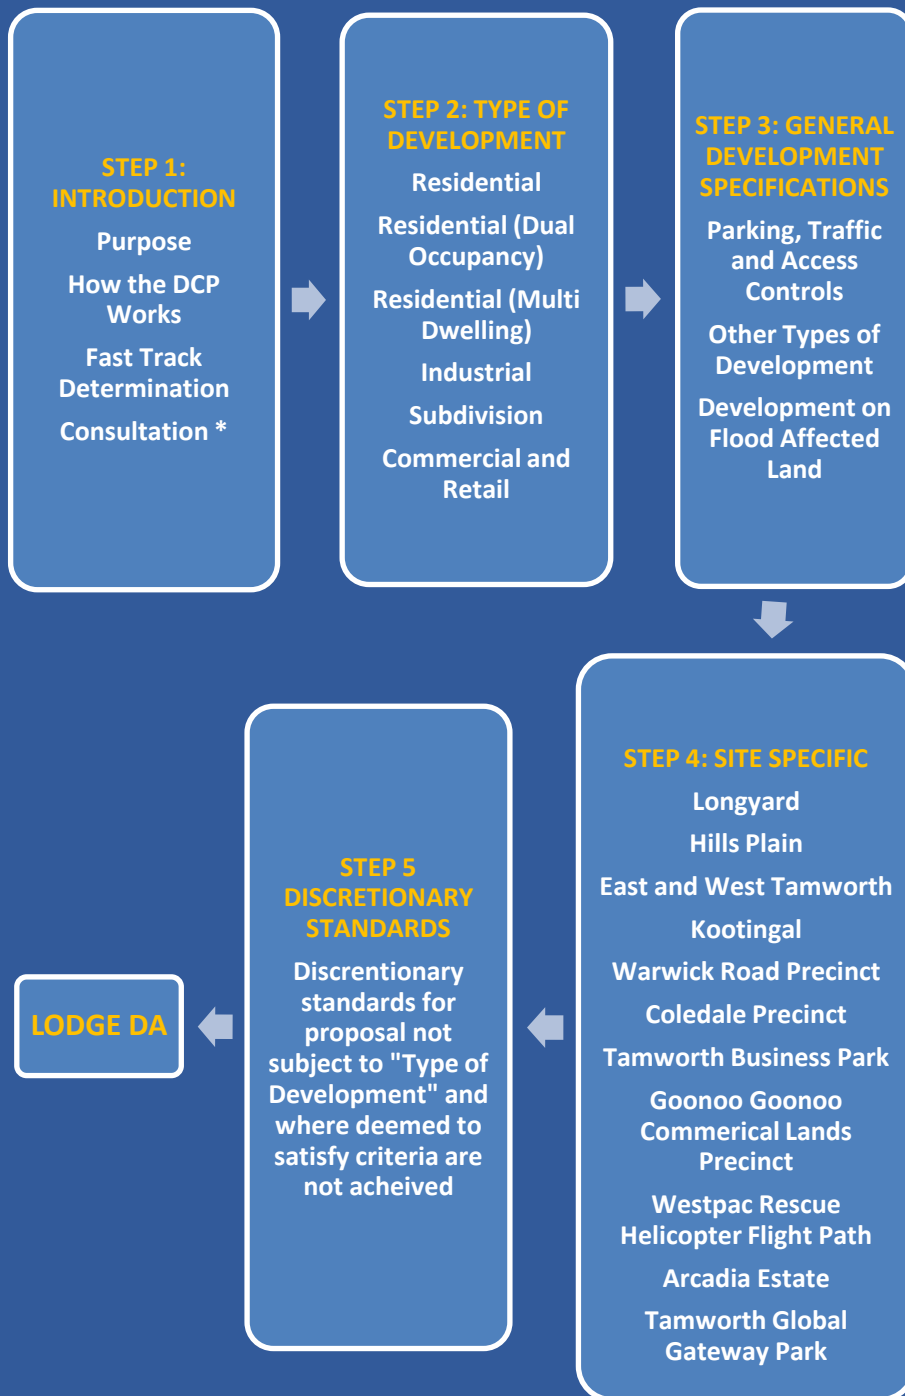 STEP 1:
INTRODUCTION
Purpose
How the DCP
Works
Fast Track
Determination
Consultation *
STEP 2: TYPE OF
DEVELOPMENT
Residential
Residential (Dual
Occupancy)
Residential (Multi
Dwelling)
Industrial
Subdivision
Commercial and
Retail
STEP 3: GENERAL
DEVELOPMENT
SPECIFICATIONS
Parking, Traffic
and Access
Controls
Other Types of
Development
Development on
Flood Affected
Land
STEP 4: SITE SPECIFIC
Longyard
Hills Plain
East and West Tamworth
Kootingal
Warwick Road Precinct
Coledale Precinct
Tamworth Business Park
Goonoo Goonoo
Commerical Lands
Precinct
Westpac Rescue
Helicopter Flight Path
Arcadia Estate
Tamworth Global
Gateway Park
STEP 5
DISCRETIONARY
STANDARDS
Discrentionary
standards for
proposal not
subject to "Type of
Development" and
where deemed to
satisfy criteria are
not acheived
LODGE DA